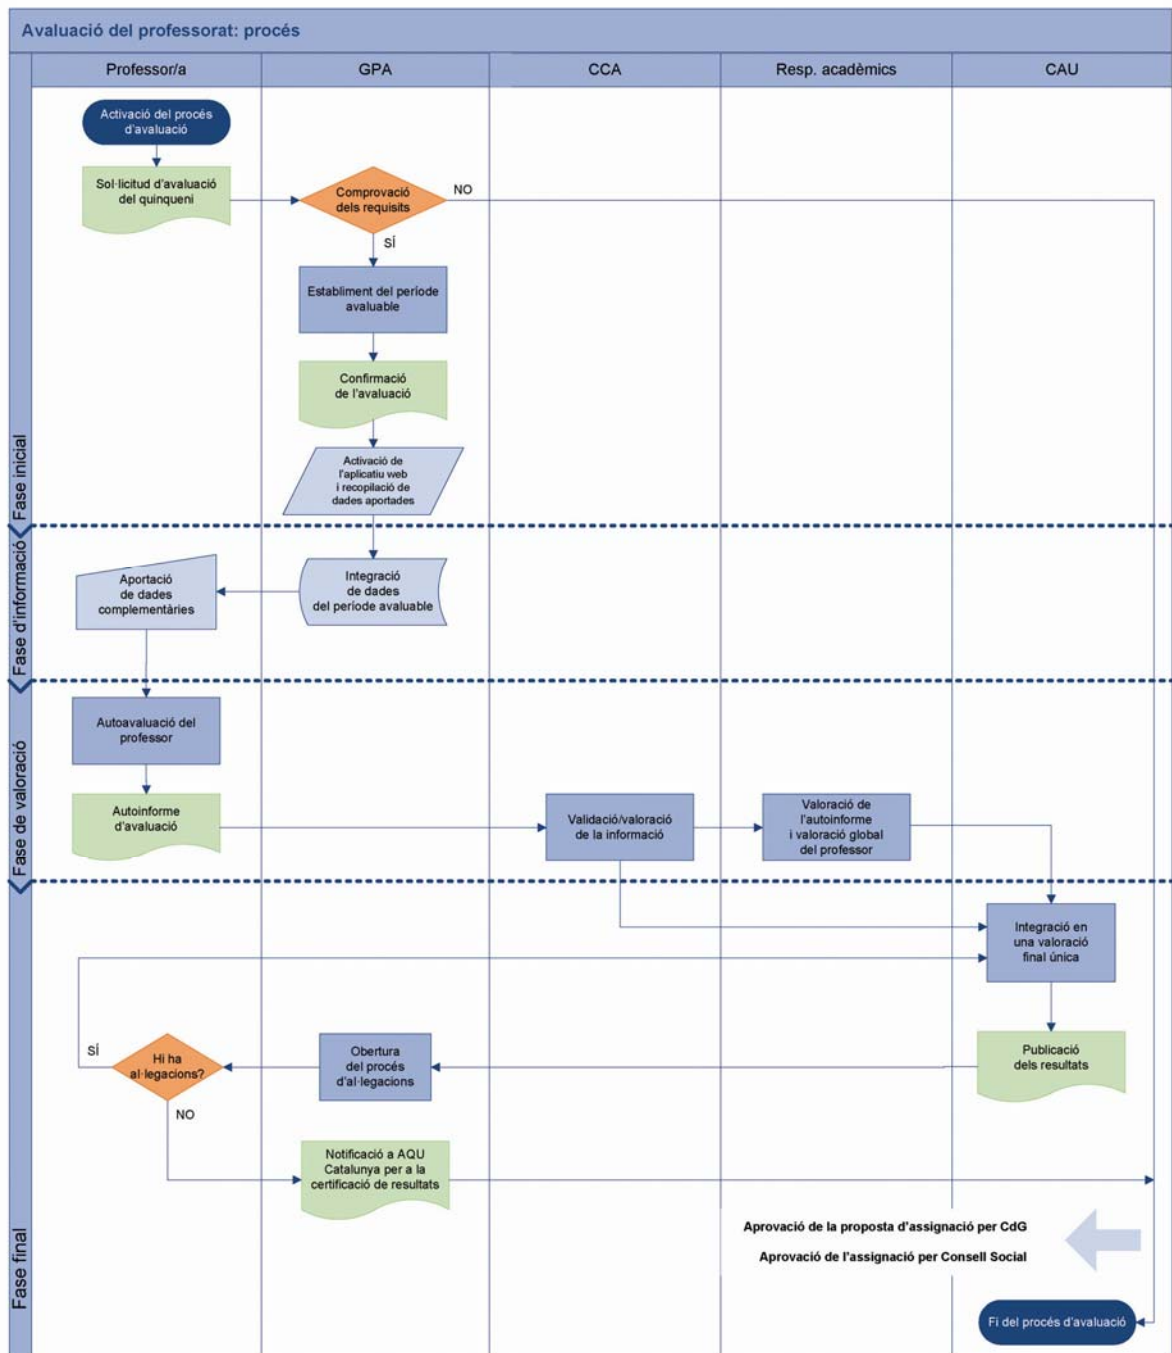 Avaluació del professorat: procés
Professor/a
GPA
CCA
Resp. acadèmics
CAU
Fase inicial
Activació del procés
d'avaluació
Sol·licitud d'avaluació
del quinqueni
Comprovació
dels requisits
NO
SÍ
Establiment del període
avaluable
Confirmació
de l'avaluació
Activació de
l'aplicatiu web
i recopilació de
dades aportades
Fase d'informació
Aportació
de dades
complementàries
Integració
de dades
del període avaluable
Fase de valoració
Autoavaluació del
professor
Autoinforme
d'avaluació
Validació/valoració
de la informació
Valoració de
l'autoinforme
i valoració global
del professor
Fase final
Integració en
una valoració
final única
Publicació
dels resultats
Obertura
del procés
d'al·legacions
Hi ha
al·legacions?
SÍ
NO
Notificació a AQU
Catalunya per a la
certificació de resultats
Aprovació de la proposta d'assignació per CdG
Aprovació de l'assignació per Consell Social
Fi del procés d'avaluació